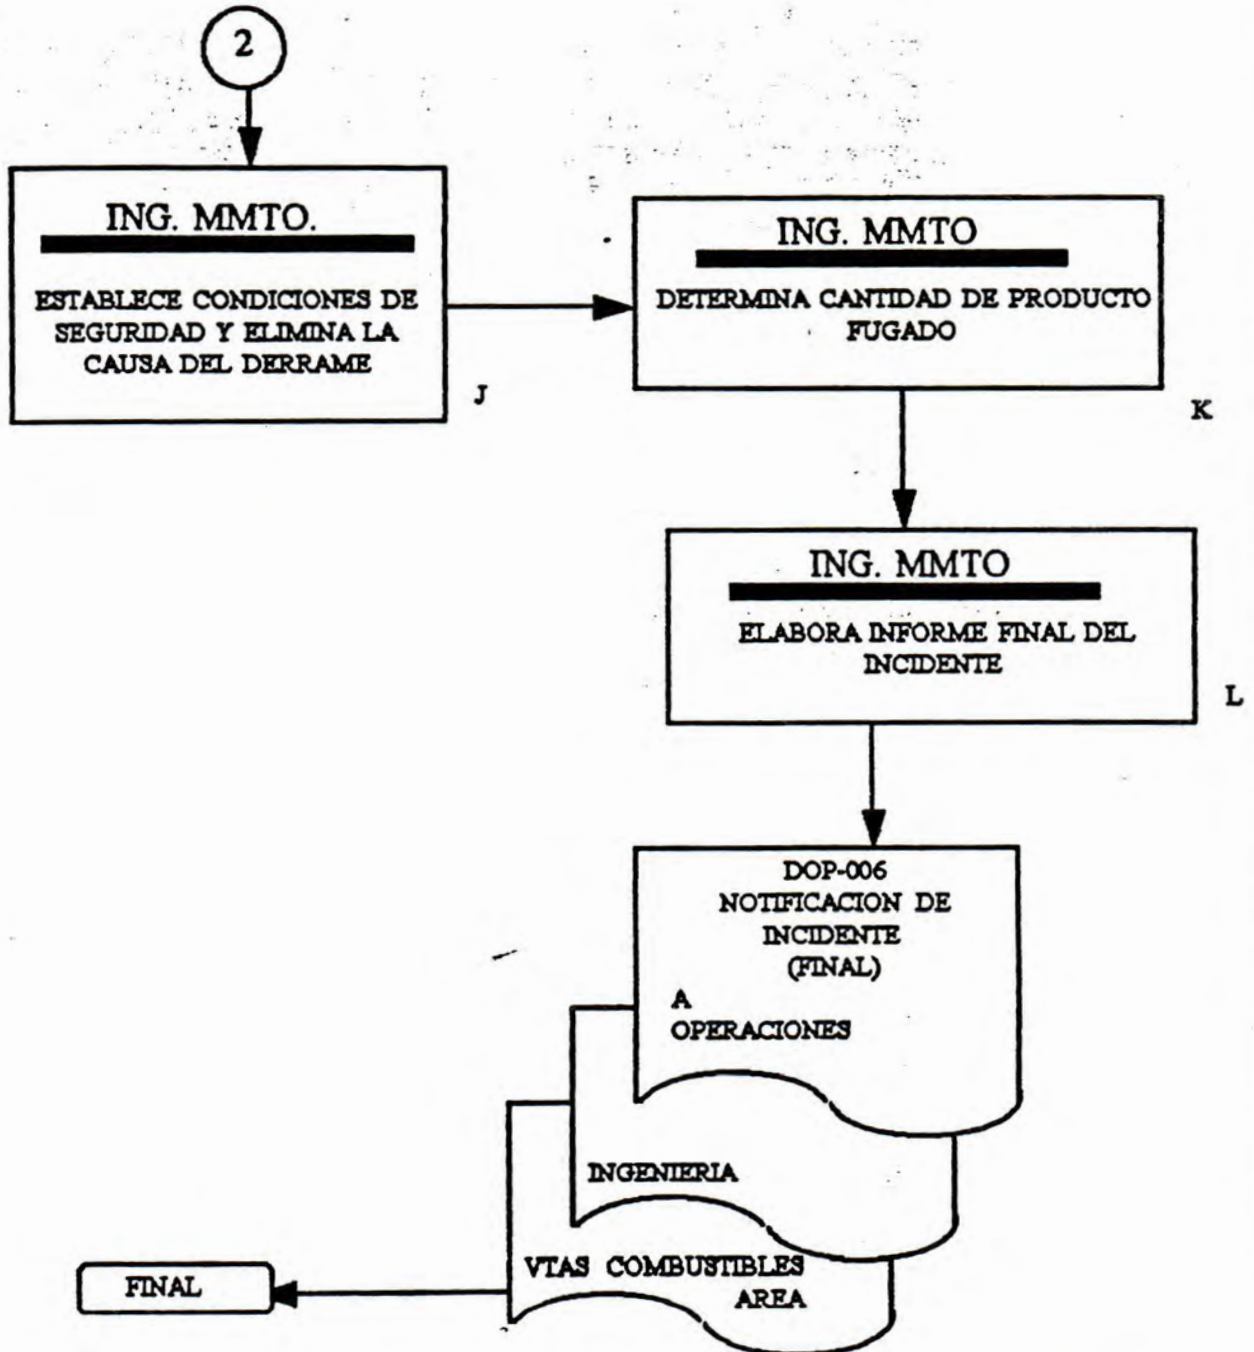 2
ING. MMTO.
ESTABLECE CONDICIONES DE
SEGURIDAD Y ELIMINA LA
CAUSA DEL DERRAME
J
ING. MMTO
DETERMINA CANTIDAD DE PRODUCTO
FUGADO
K
ING. MMTO
ELABORA INFORME FINAL DEL
INCIDENTE
L
DOP-006
NOTIFICACION DE
INCIDENTE
(FINAL)
A
OPERACIONES
INGENIERIA
VTAS COMBUSTIBLES
AREA
FINAL